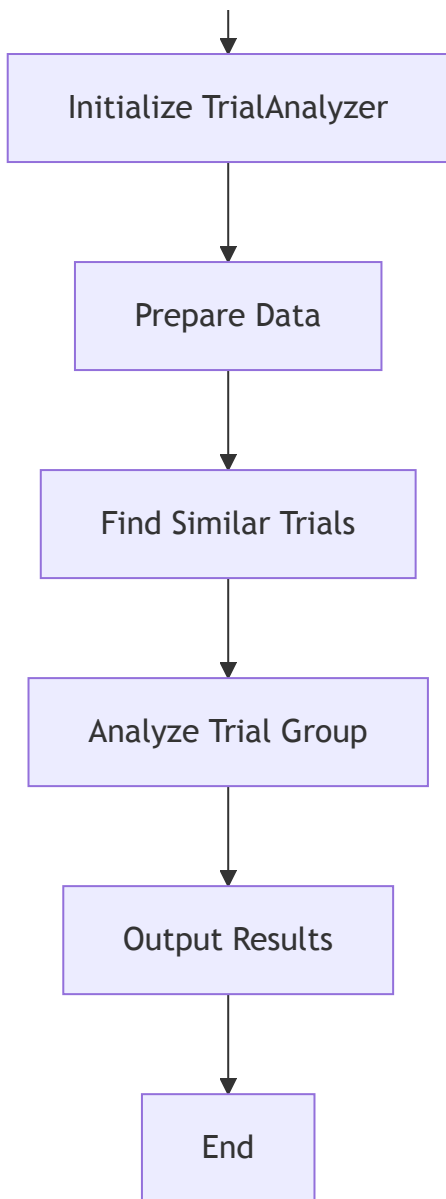 Initialize TrialAnalyzer
Prepare Data
Find Similar Trials
Analyze Trial Group
Output Results
End